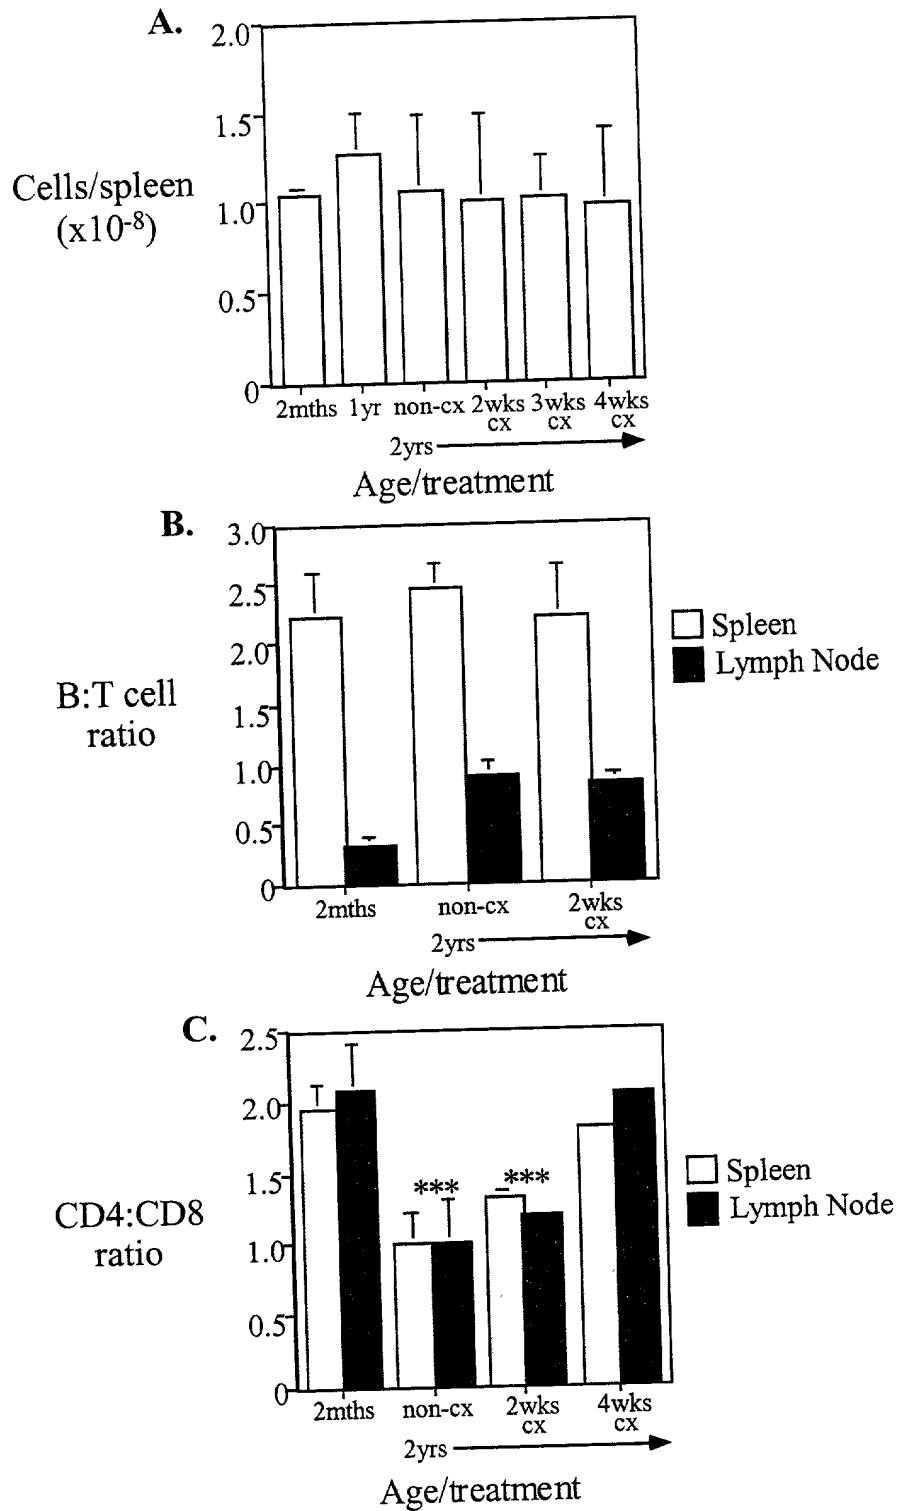 A.
2.0
1.5
1.0
0.5
0
Cells/spleen
(x10-8)
2mths 1yr non-cx 2wks cx 3wks cx 4wks cx
2yrs
Age/treatment
B.
3.0
2.5
2.0
1.5
1.0
0.5
0
B:T cell
ratio
Spleen
Lymph Node
2mths non-cx 2wks cx
2yrs
Age/treatment
C.
2.5
2.0
1.5
1.0
0.5
0
CD4:CD8
ratio
*** ***
Spleen
Lymph Node
2mths non-cx 2wks cx 4wks cx
2yrs
Age/treatment